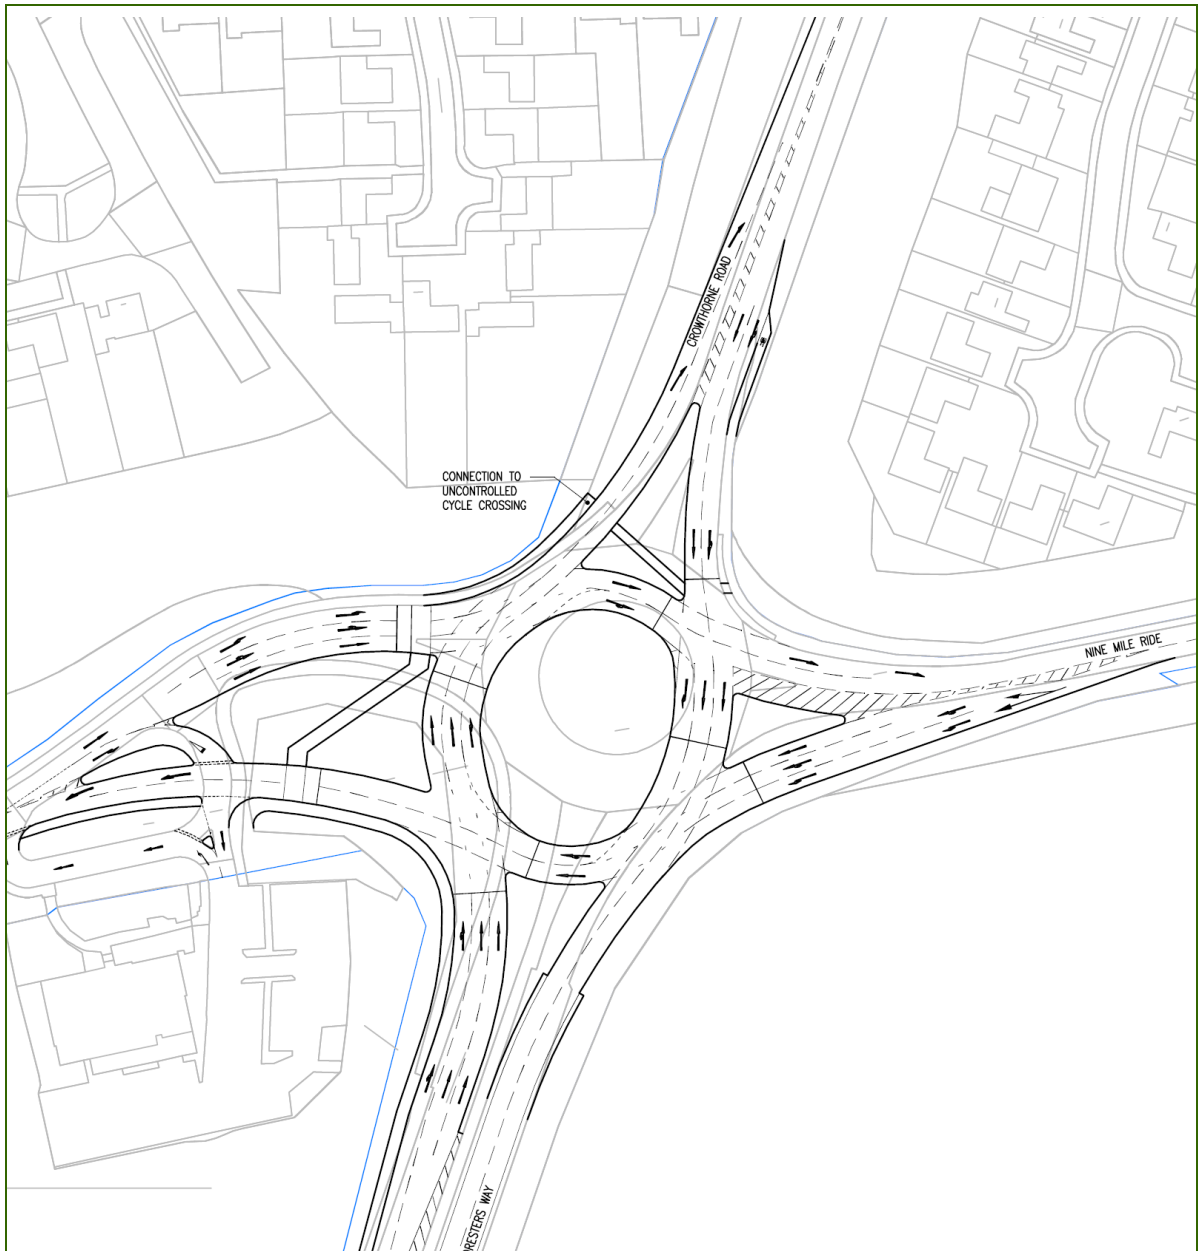 CROWTHORNE ROAD
CONNECTION TO
UNCONTROLLED
CYCLE CROSSING
NINE MILE RIDE
RESTERS WAY